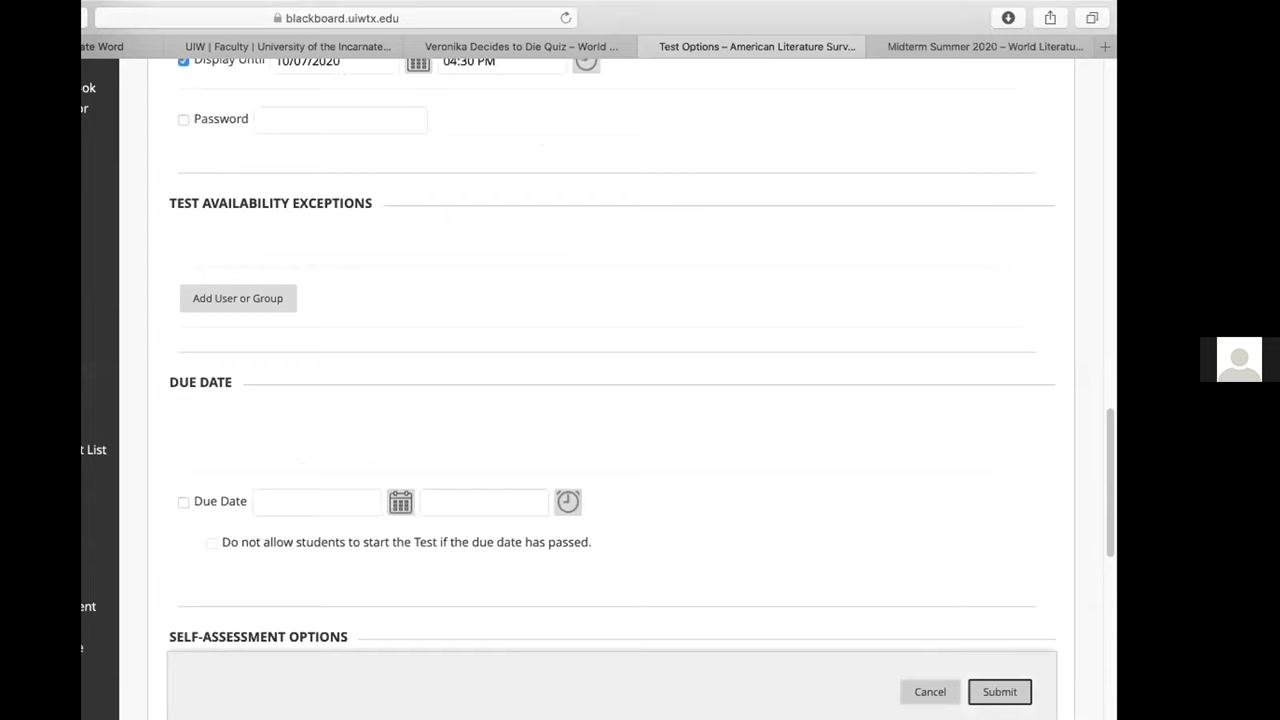 blackboard.uiwtx.edu
ate Word
UIW | Faculty | University of the Incarnate...
Veronika Decides to Die Quiz – World ...
Test Options – American Literature Surv...
Midterm Summer 2020 – World Literatu...
ok
or
t List
ent
e
Display Until 10/07/2020 04:30 PM
Password
TEST AVAILABILITY EXCEPTIONS
Add User or Group
DUE DATE
Due Date
Do not allow students to start the Test if the due date has passed.
SELF-ASSESSMENT OPTIONS
Cancel Submit